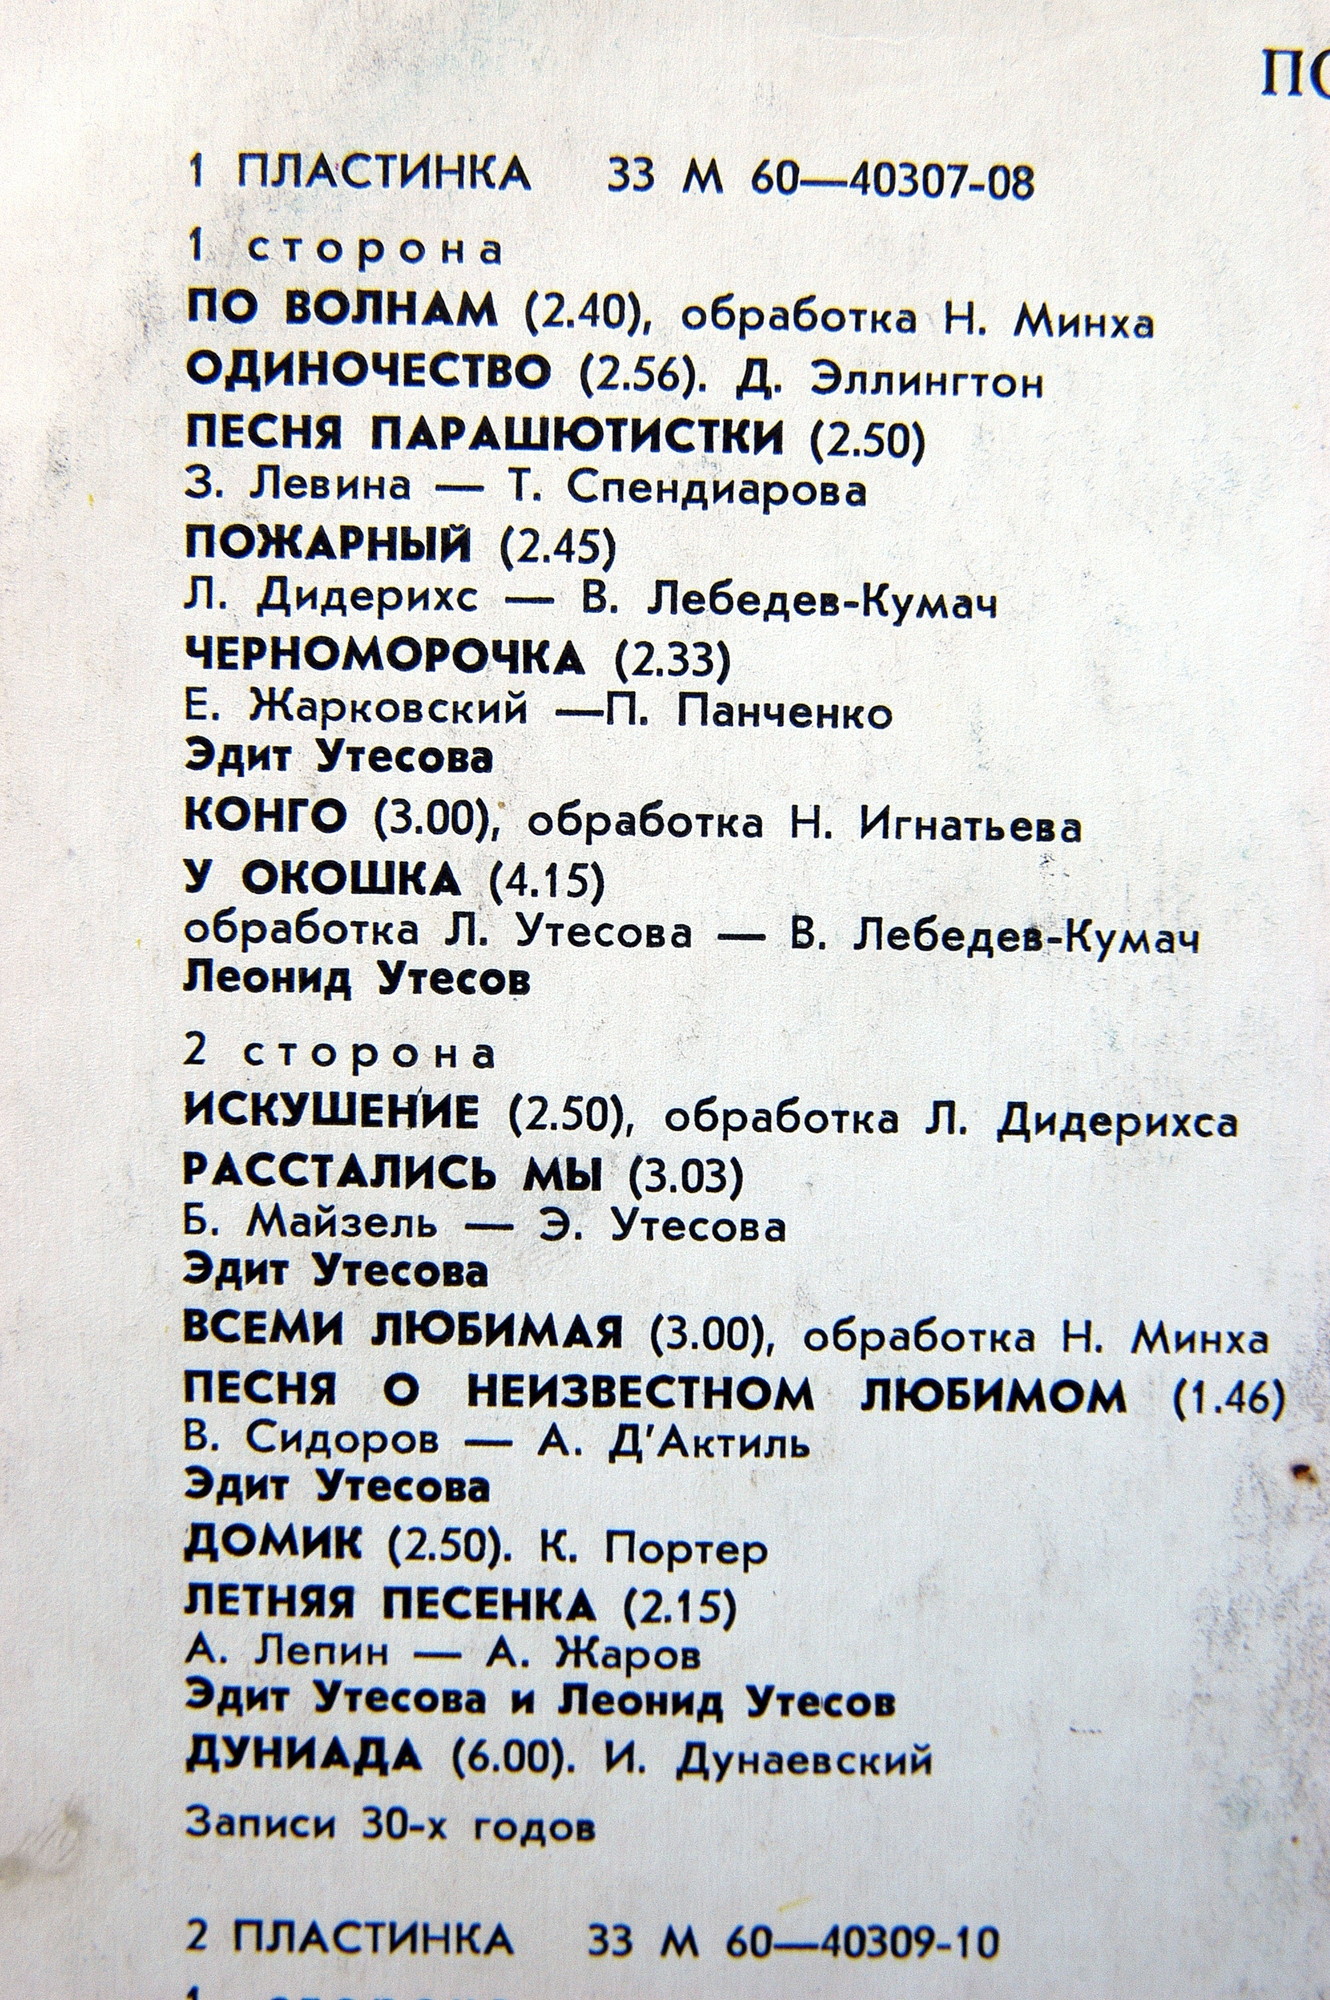 ПО
1 ПЛАСТИНКА 33 М 60—40307-08
1 сторона
ПО ВОЛНАМ (2.40), обработка Н. Минха
ОДИНОЧЕСТВО (2.56). Д. Эллингтон
ПЕСНЯ ПАРАШЮТИСТКИ (2.50)
З. Левина — Т. Спендиарова
ПОЖАРНЫЙ (2.45)
Л. Дидерихс — В. Лебедев-Кумач
ЧЕРНОМОРОЧКА (2.33)
Е. Жарковский —П. Панченко
Эдит Утесова
КОНГО (3.00), обработка Н. Игнатьева
У ОКОШКА (4.15)
обработка Л. Утесова — В. Лебедев-Кумач
Леонид Утесов
2 сторона
ИСКУШЕНИЕ (2.50), обработка Л. Дидерихса
РАССТАЛИСЬ МЫ (3.03)
Б. Майзель — Э. Утесова
Эдит Утесова
ВСЕМИ ЛЮБИМАЯ (3.00), обработка Н. Минха
ПЕСНЯ О НЕИЗВЕСТНОМ ЛЮБИМОМ (1.46)
В. Сидоров — А. Д'Актиль
Эдит Утесова
ДОМИК (2.50). К. Портер
ЛЕТНЯЯ ПЕСЕНКА (2.15)
А. Лепин — А. Жаров
Эдит Утесова и Леонид Утесов
ДУНИАДА (6.00). И. Дунаевский
Записи 30-х годов
2 ПЛАСТИНКА 33 М 60—40309-10